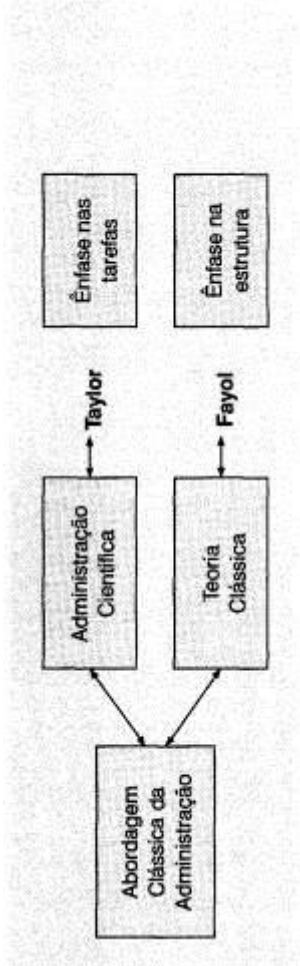 Abordagem
Clássica da
Administração
Administração
Científica
Taylor
Ênfase nas
tarefas
Teoria
Clássica
Fayol
Ênfase na
estrutura